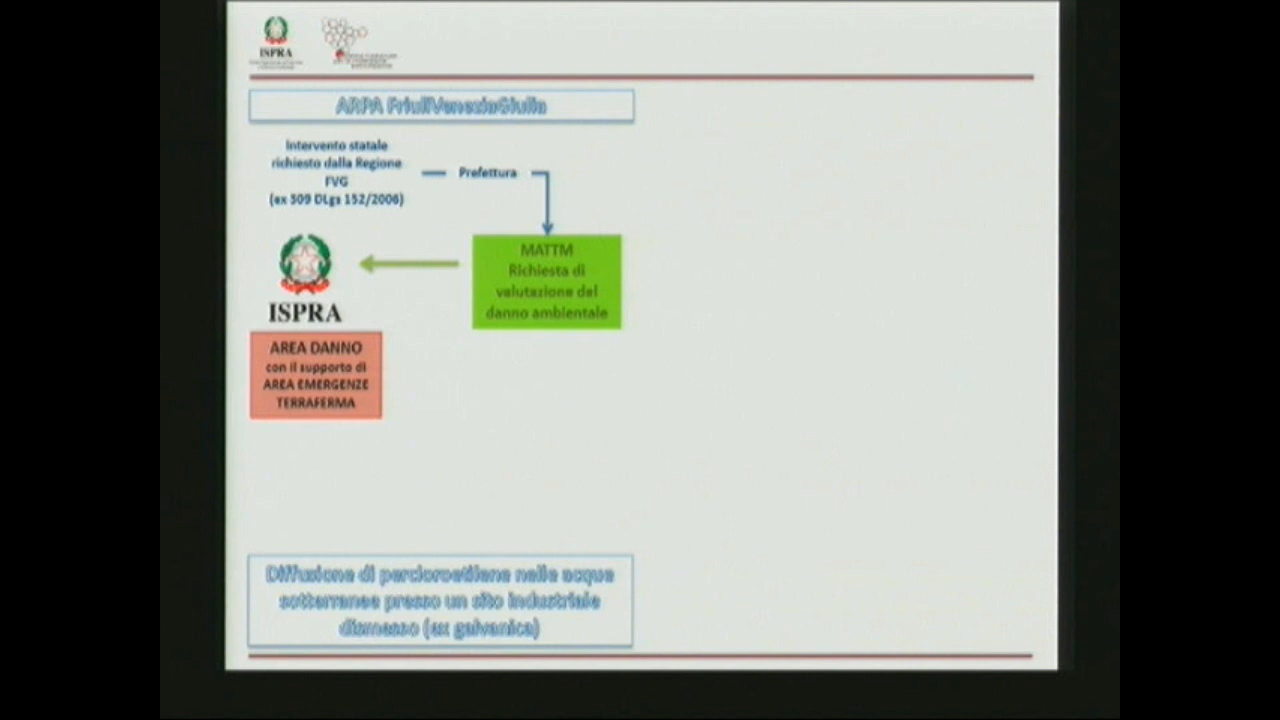 ISPRA
ARPA FriuliVeneziaGiulia
Intervento statale
richiesto dalla Regione
FVG
(ex 309 DLgs 152/2006)
Prefettura
MATTM
Richiesta di
valutazione del
danno ambientale
ISPRA
AREA DANNO
con il supporto di
AREA EMERGENZE
TERRAFERMA
Diffusione di percloroetilene nelle acque
sotterranee presso un sito industriale
dismesso (ex galvanica)